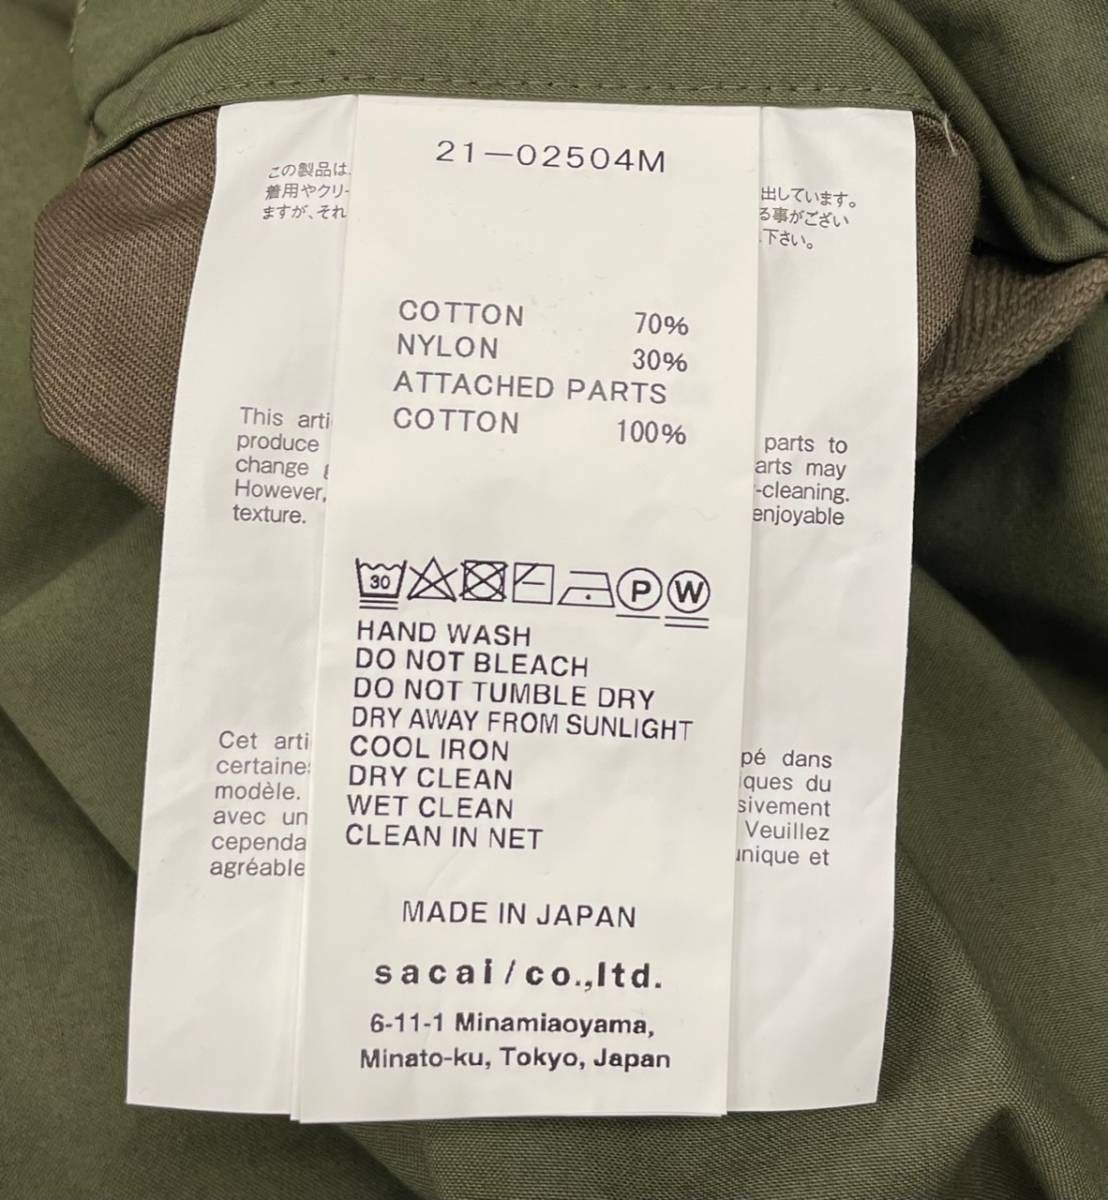 21-02504M
この製品は
着用やクリー
ますが、それ
出しています。
る事がござい
下さい。
COTTON 70%
NYLON 30%
ATTACHED PARTS
COTTON 100%
This arti
produce
change
However,
texture.
parts to
arts may
-cleaning.
enjoyable
30
P W
HAND WASH
DO NOT BLEACH
DO NOT TUMBLE DRY
DRY AWAY FROM SUNLIGHT
COOL IRON
DRY CLEAN
WET CLEAN
CLEAN IN NET
Cet arti
certaine
modèle.
avec un
cependa
agréable
pé dans
iques du
sivement
Veuillez
unique et
MADE IN JAPAN
sacai/co.,ltd.
6-11-1 Minamiaoyama,
Minato-ku, Tokyo, Japan